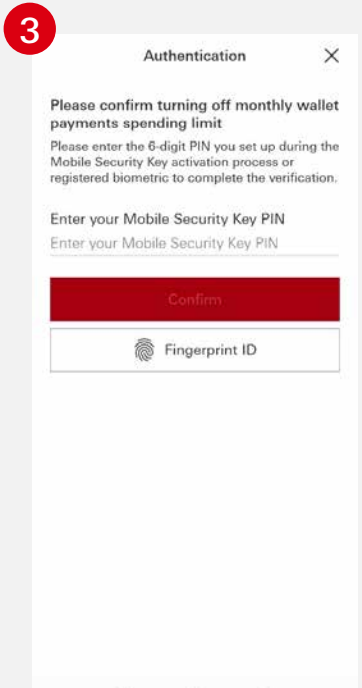 3
Authentication
Please confirm turning off monthly wallet
payments spending limit
Please enter the 6-digit PIN you set up during the
Mobile Security Key activation process or
registered biometric to complete the verification.
Enter your Mobile Security Key PIN
Enter your Mobile Security Key PIN
Confirm
Fingerprint ID